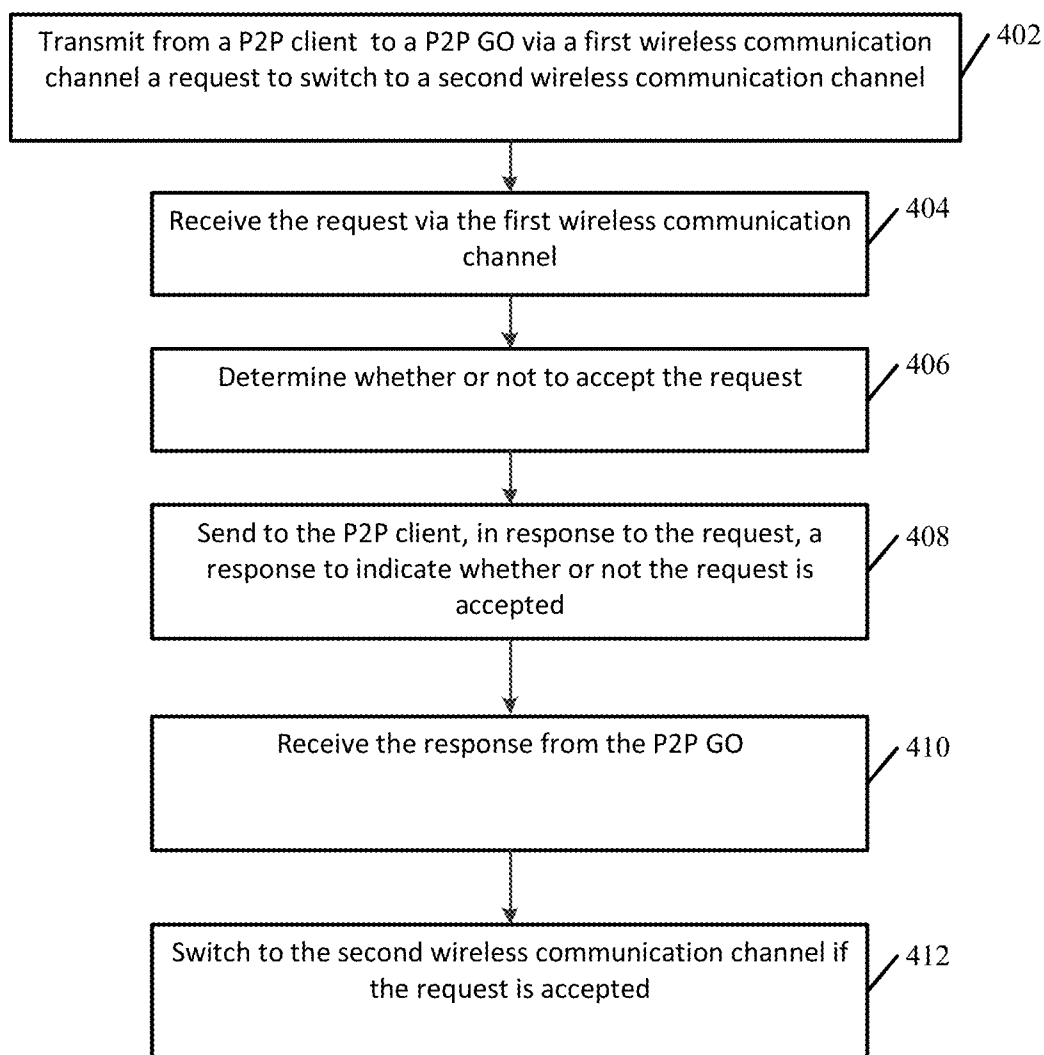 Transmit from a P2P client to a P2P GO via a first wireless communication
channel a request to switch to a second wireless communication channel
402
Receive the request via the first wireless communication
channel
404
Determine whether or not to accept the request
406
Send to the P2P client, in response to the request, a
response to indicate whether or not the request is
accepted
408
Receive the response from the P2P GO
410
Switch to the second wireless communication channel if
the request is accepted
412